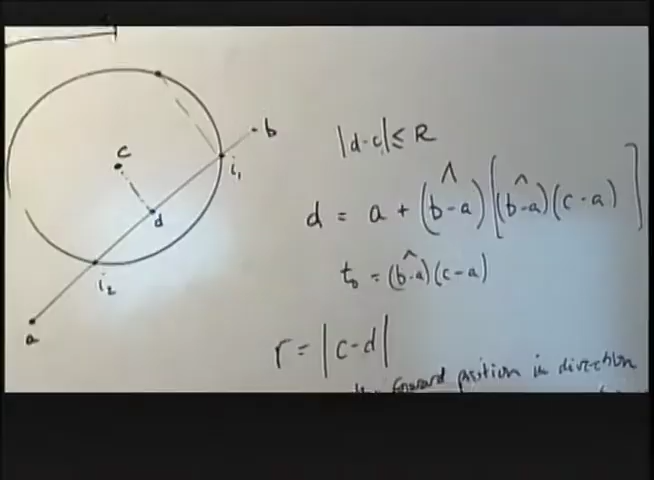 |d-c| ≤ R
d = a + (b-a)^ [(b-a)^ (c-a)]
t₀ = (b-a)^ (c-a)
r = |c-d|
forward position in direction
b
c
i₁
d
i₂
a